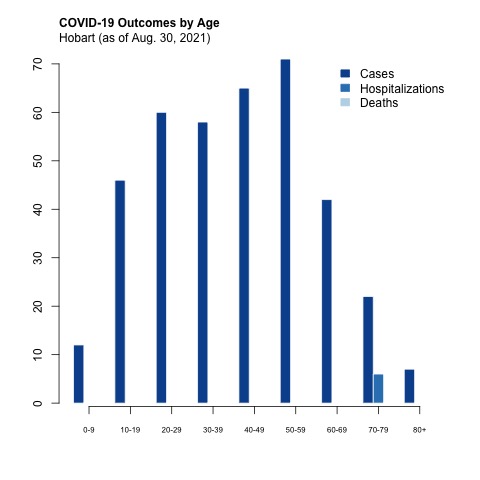 COVID-19 Outcomes by Age
Hobart (as of Aug. 30, 2021)
Cases
Hospitalizations
Deaths
70
60
50
40
30
20
10
0
0-9 10-19 20-29 30-39 40-49 50-59 60-69 70-79 80+